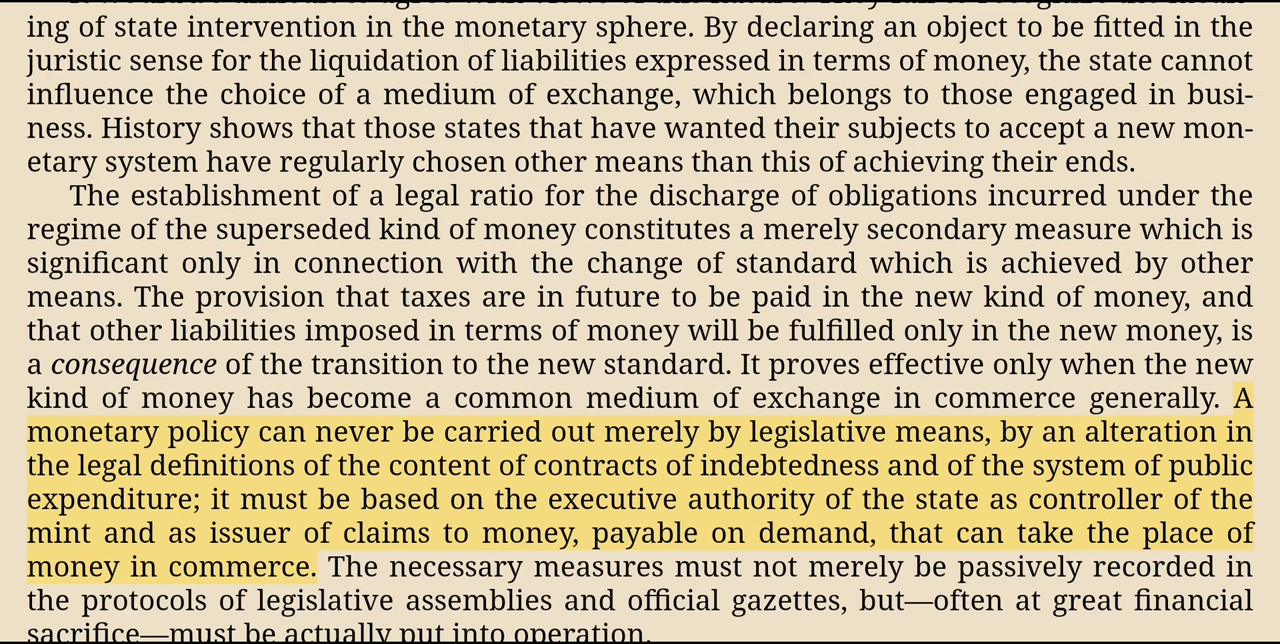 ing of state intervention in the monetary sphere. By declaring an object to be fitted in the
juristic sense for the liquidation of liabilities expressed in terms of money, the state cannot
influence the choice of a medium of exchange, which belongs to those engaged in busi-
ness. History shows that those states that have wanted their subjects to accept a new mon-
etary system have regularly chosen other means than this of achieving their ends.
The establishment of a legal ratio for the discharge of obligations incurred under the
regime of the superseded kind of money constitutes a merely secondary measure which is
significant only in connection with the change of standard which is achieved by other
means. The provision that taxes are in future to be paid in the new kind of money, and
that other liabilities imposed in terms of money will be fulfilled only in the new money, is
a consequence of the transition to the new standard. It proves effective only when the new
kind of money has become a common medium of exchange in commerce generally. A
monetary policy can never be carried out merely by legislative means, by an alteration in
the legal definitions of the content of contracts of indebtedness and of the system of public
expenditure; it must be based on the executive authority of the state as controller of the
mint and as issuer of claims to money, payable on demand, that can take the place of
money in commerce. The necessary measures must not merely be passively recorded in
the protocols of legislative assemblies and official gazettes, but—often at great financial
sacrifice—must be actually put into operation.